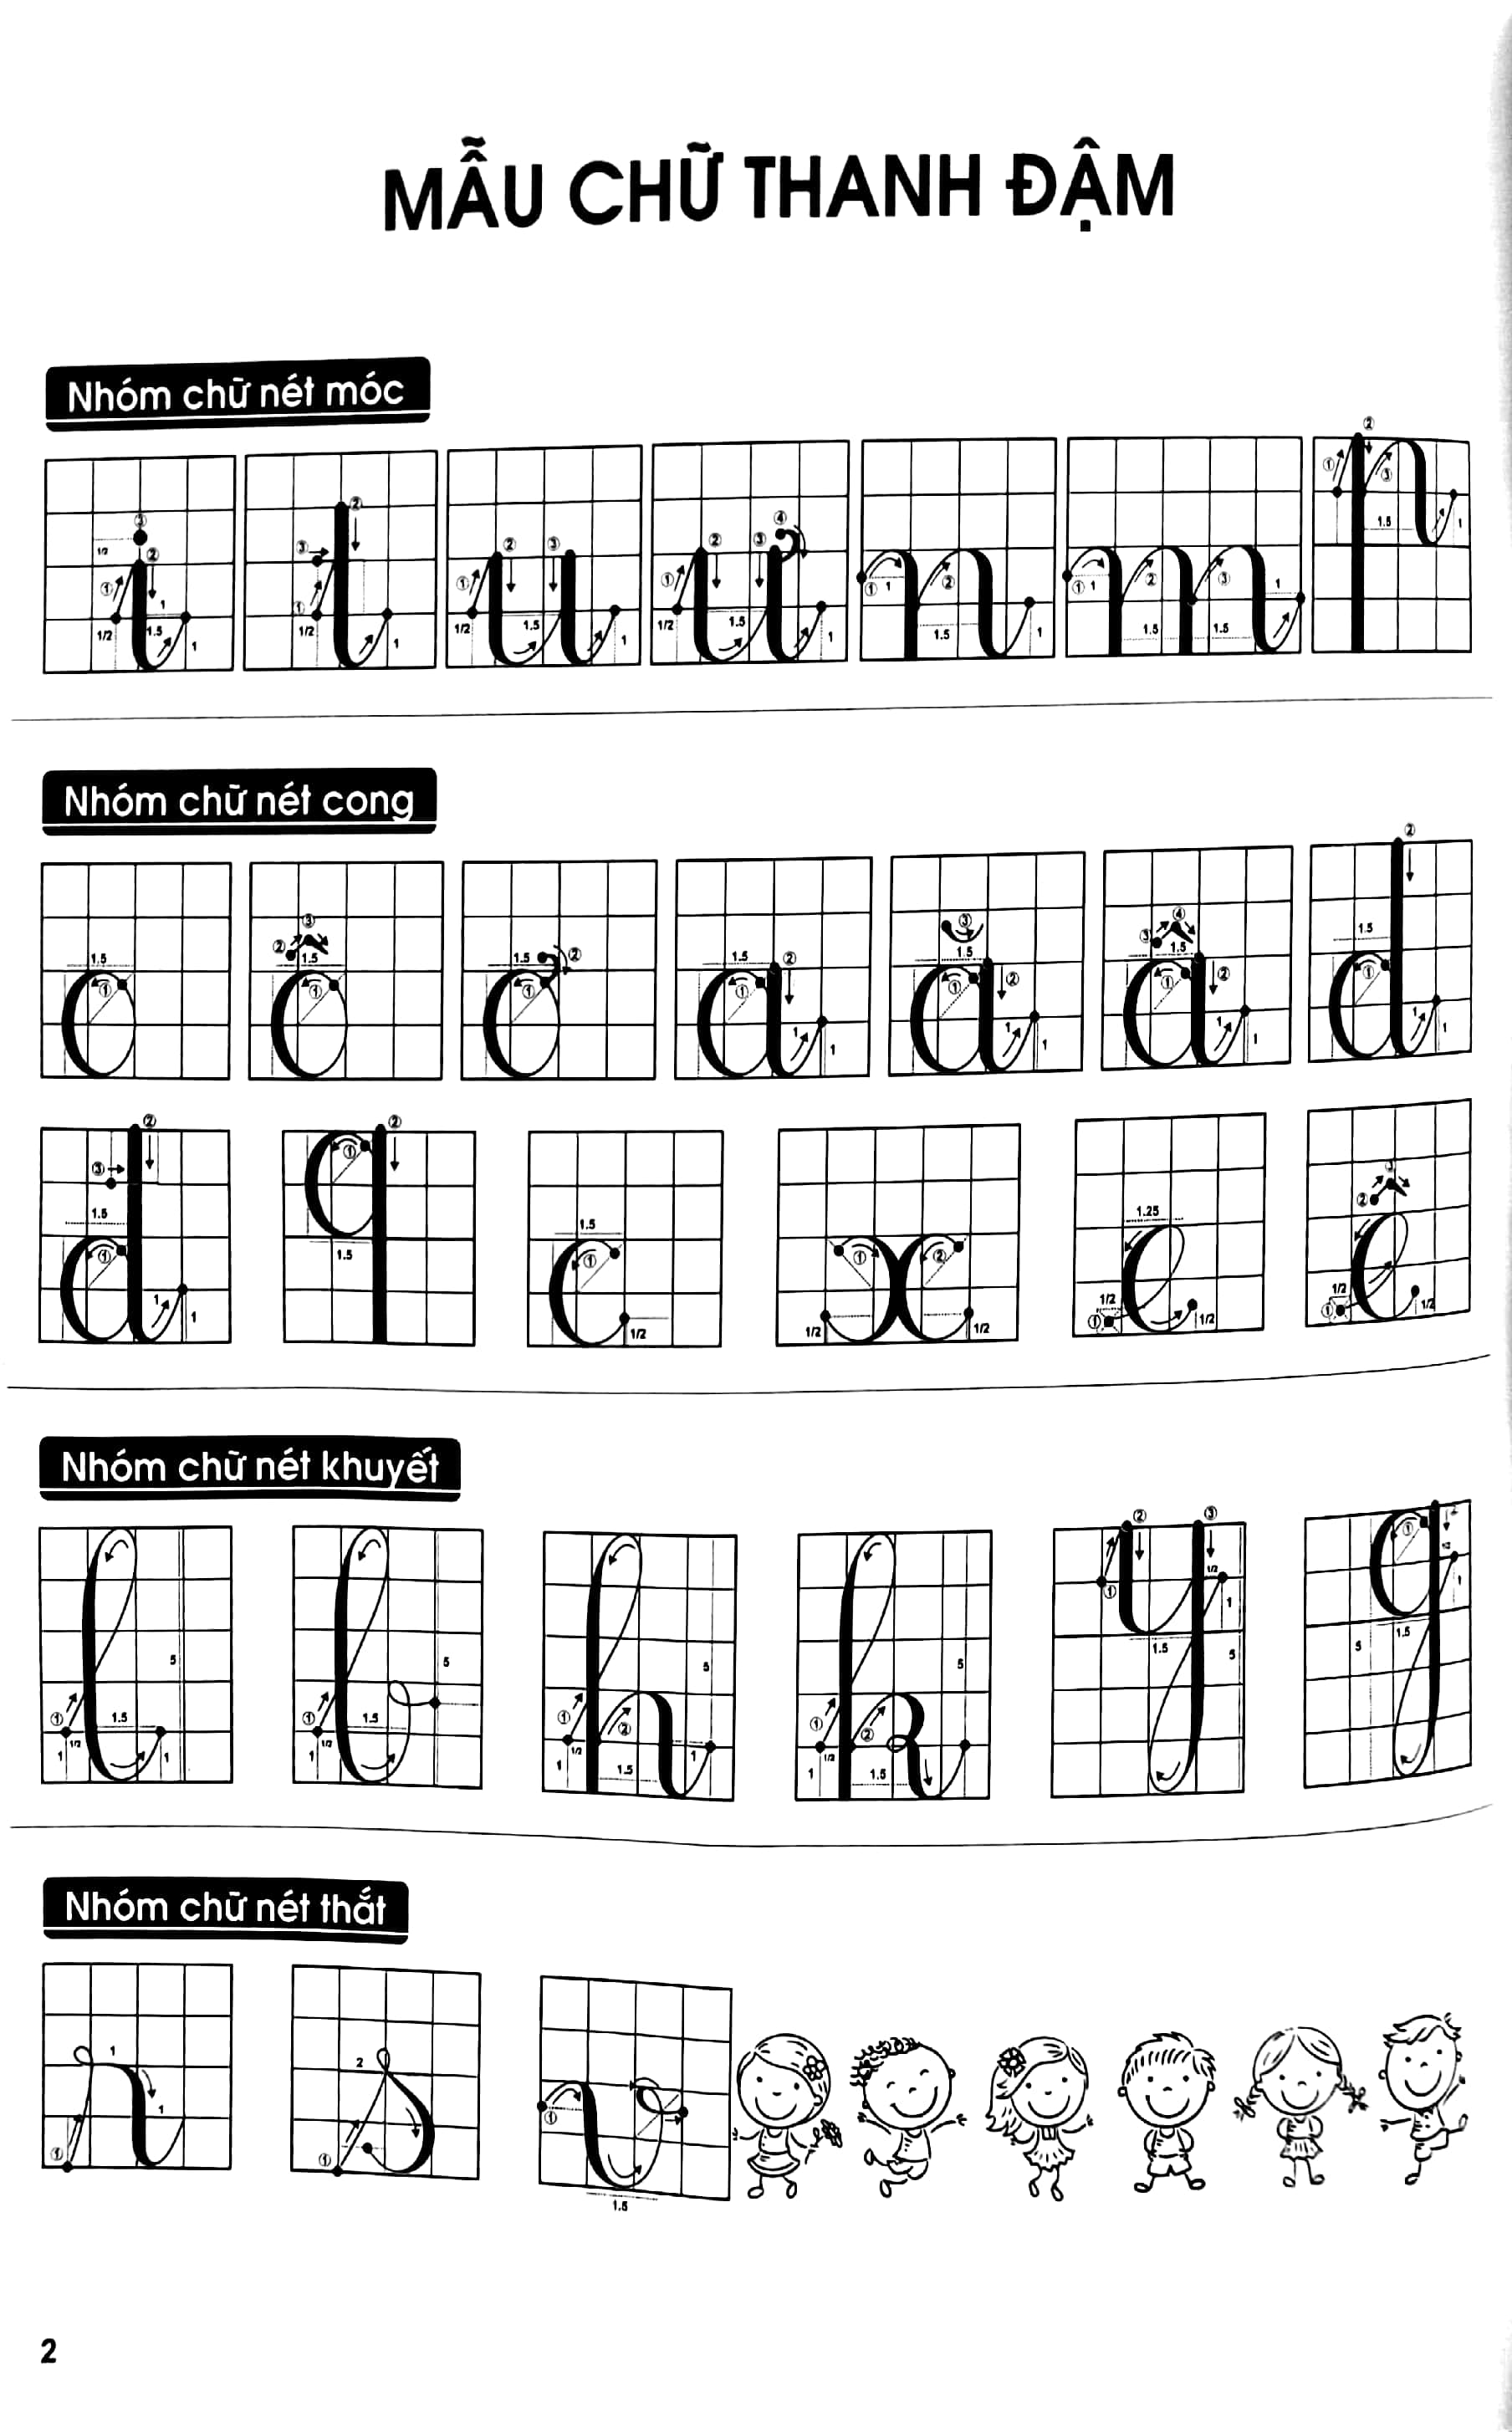 MẪU CHỮ THANH ĐẬM
Nhóm chữ nét móc
i t u ư n m p
Nhóm chữ nét cong
o ô ơ a ă â d
đ q c x e ê
Nhóm chữ nét khuyết
l b h k y g
Nhóm chữ nét thắt
r s v
2